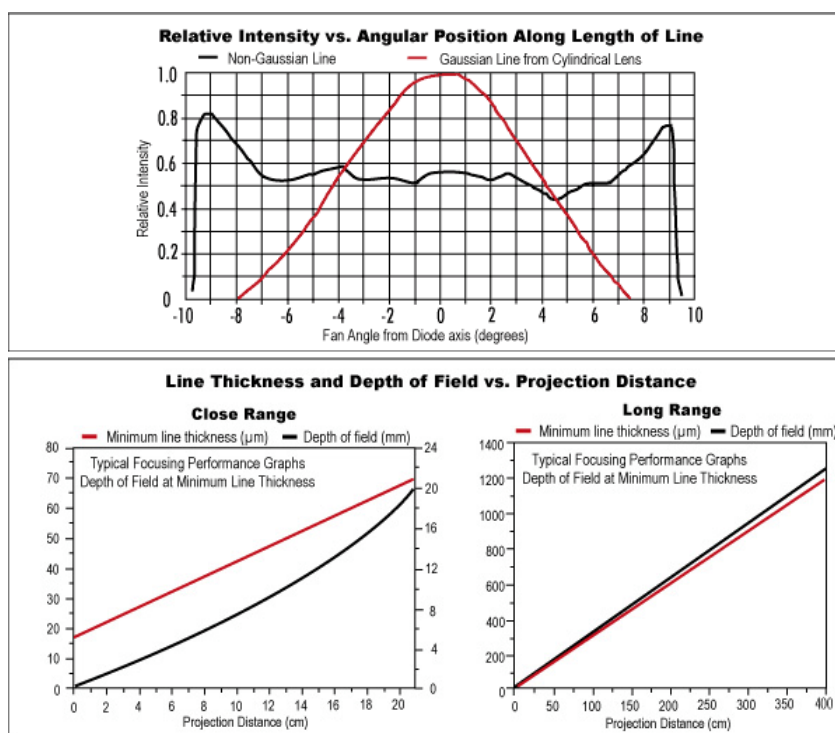 Relative Intensity vs. Angular Position Along Length of Line
Non-Gaussian Line Gaussian Line from Cylindrical Lens
1.0
0.8
0.6
0.4
0.2
0
Relative Intensity
-10 -8 -6 -4 -2 0 2 4 6 8 10
Fan Angle from Diode axis (degrees)
Line Thickness and Depth of Field vs. Projection Distance
Close Range
Minimum line thickness (µm) Depth of field (mm)
Typical Focusing Performance Graphs
Depth of Field at Minimum Line Thickness
80
70
60
50
40
30
20
10
0
24
20
16
12
8
4
0
0 2 4 6 8 10 12 14 16 18 20
Projection Distance (cm)
Long Range
Minimum line thickness (µm) Depth of field (mm)
Typical Focusing Performance Graphs
Depth of Field at Minimum Line Thickness
1400
1200
1000
800
600
400
200
0
0 50 100 150 200 250 300 350 400
Projection Distance (cm)